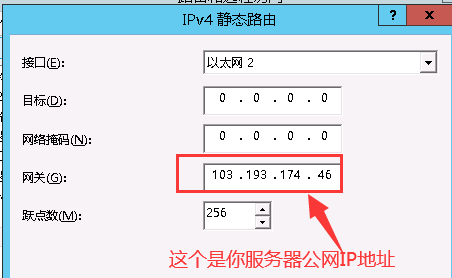 IPv4 静态路由
?
接口(E):
以太网 2
目标(D):
0 . 0 . 0 . 0
网络掩码(N):
0 . 0 . 0 . 0
网关(G):
103 . 193 . 174 . 46
跃点数(M):
256
这个是你服务器公网IP地址